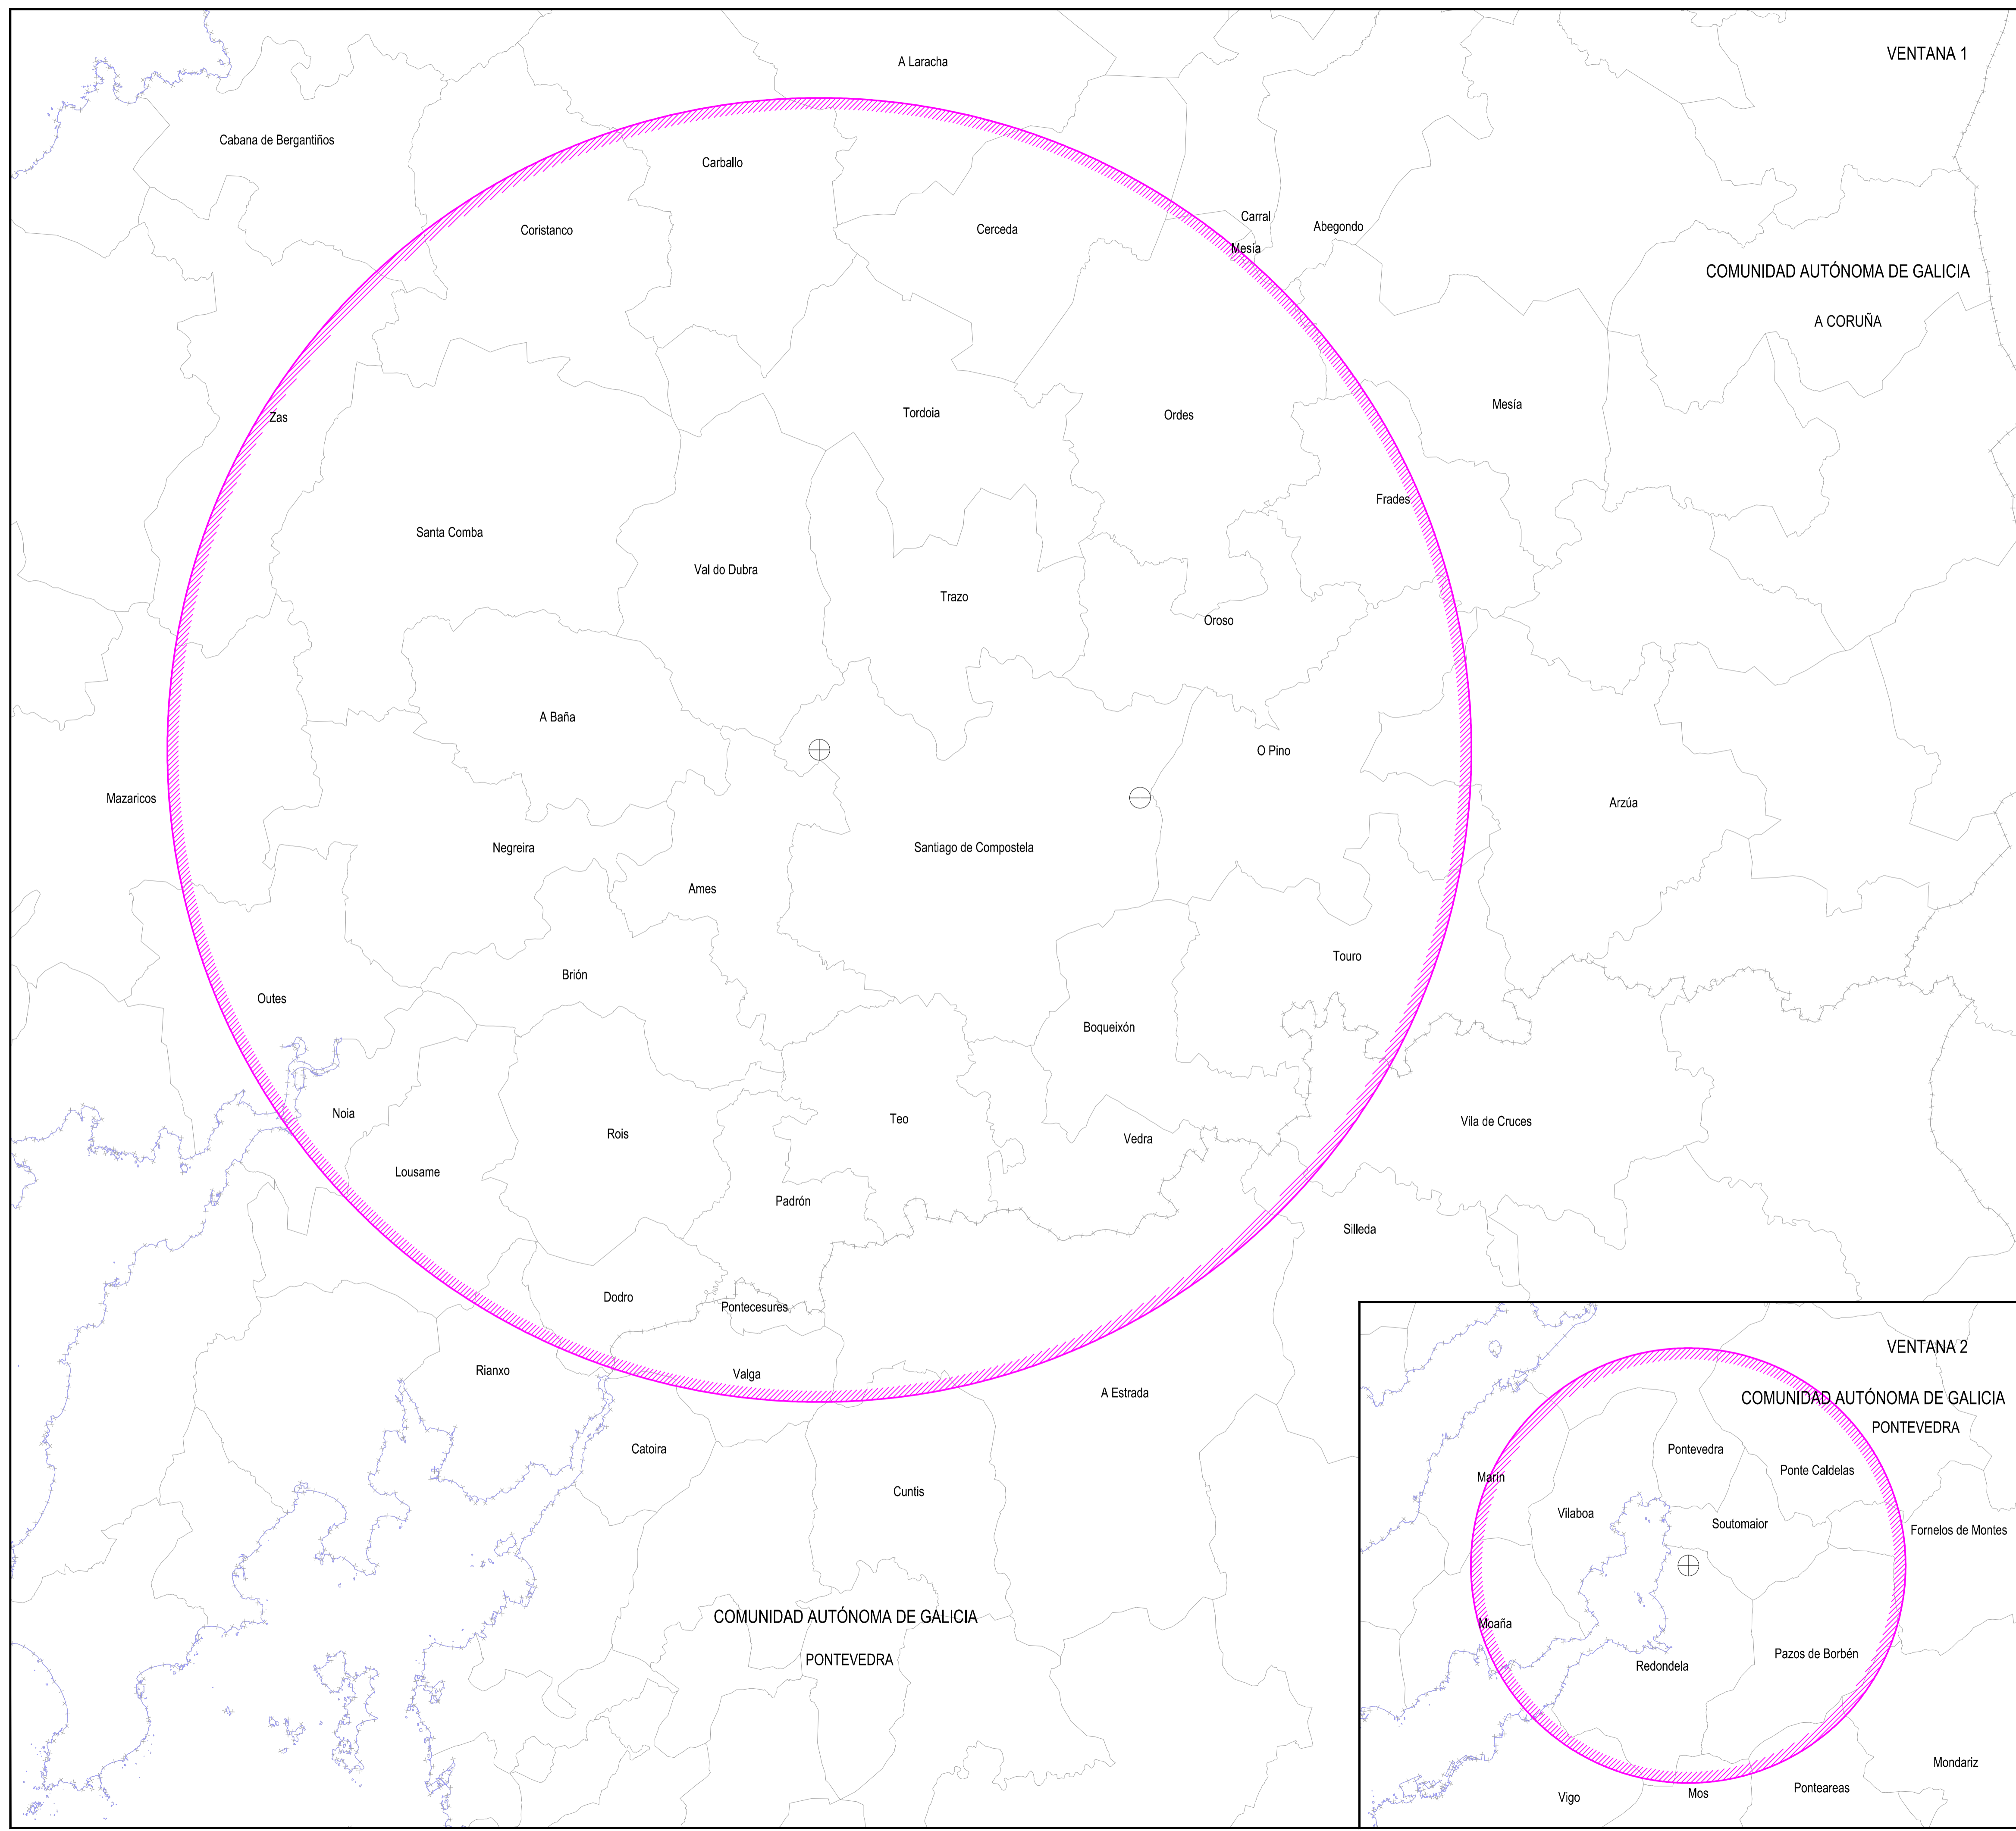 VENTANA 1
A Laracha
Cabana de Bergantiños
Carballo
Coristanco
Cerceda
Carral
Abegondo
Mesía
COMUNIDAD AUTÓNOMA DE GALICIA
A CORUÑA
Zas
Tordoia
Ordes
Mesía
Frades
Santa Comba
Val do Dubra
Trazo
Oroso
A Baña
O Pino
Mazaricos
Arzúa
Negreira
Santiago de Compostela
Ames
Brión
Touro
Outes
Boqueixón
Noia
Rois
Teo
Vedra
Vila de Cruces
Lousame
Padrón
Silleda
Dodro
Pontecesures
Rianxo
Valga
A Estrada
Catoira
Cuntis
COMUNIDAD AUTÓNOMA DE GALICIA
PONTEVEDRA
VENTANA 2
COMUNIDAD AUTÓNOMA DE GALICIA
PONTEVEDRA
Pontevedra
Ponte Caldelas
Marín
Vilaboa
Soutomaior
Fornelos de Montes
Moaña
Redondela
Pazos de Borbén
Mondariz
Vigo
Mos
Ponteareas